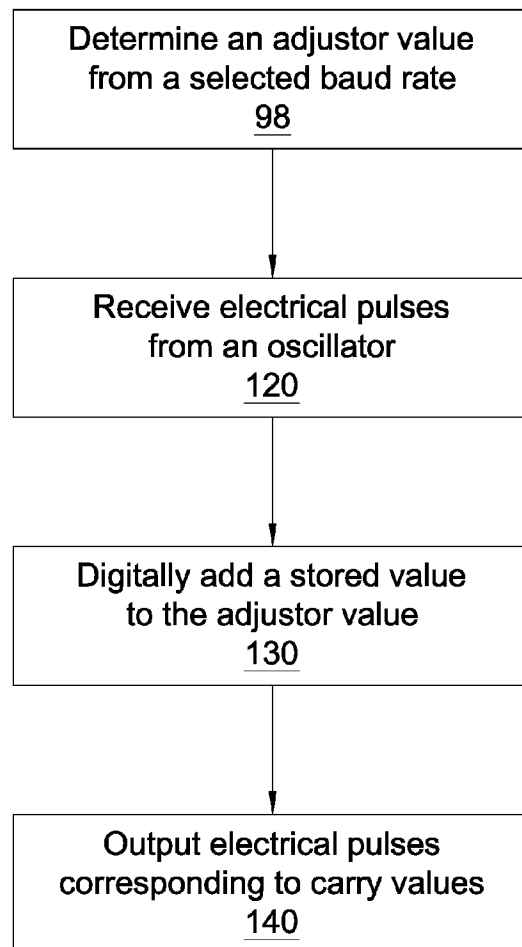 Determine an adjustor value
from a selected baud rate
98
Receive electrical pulses
from an oscillator
120
Digitally add a stored value
to the adjustor value
130
Output electrical pulses
corresponding to carry values
140